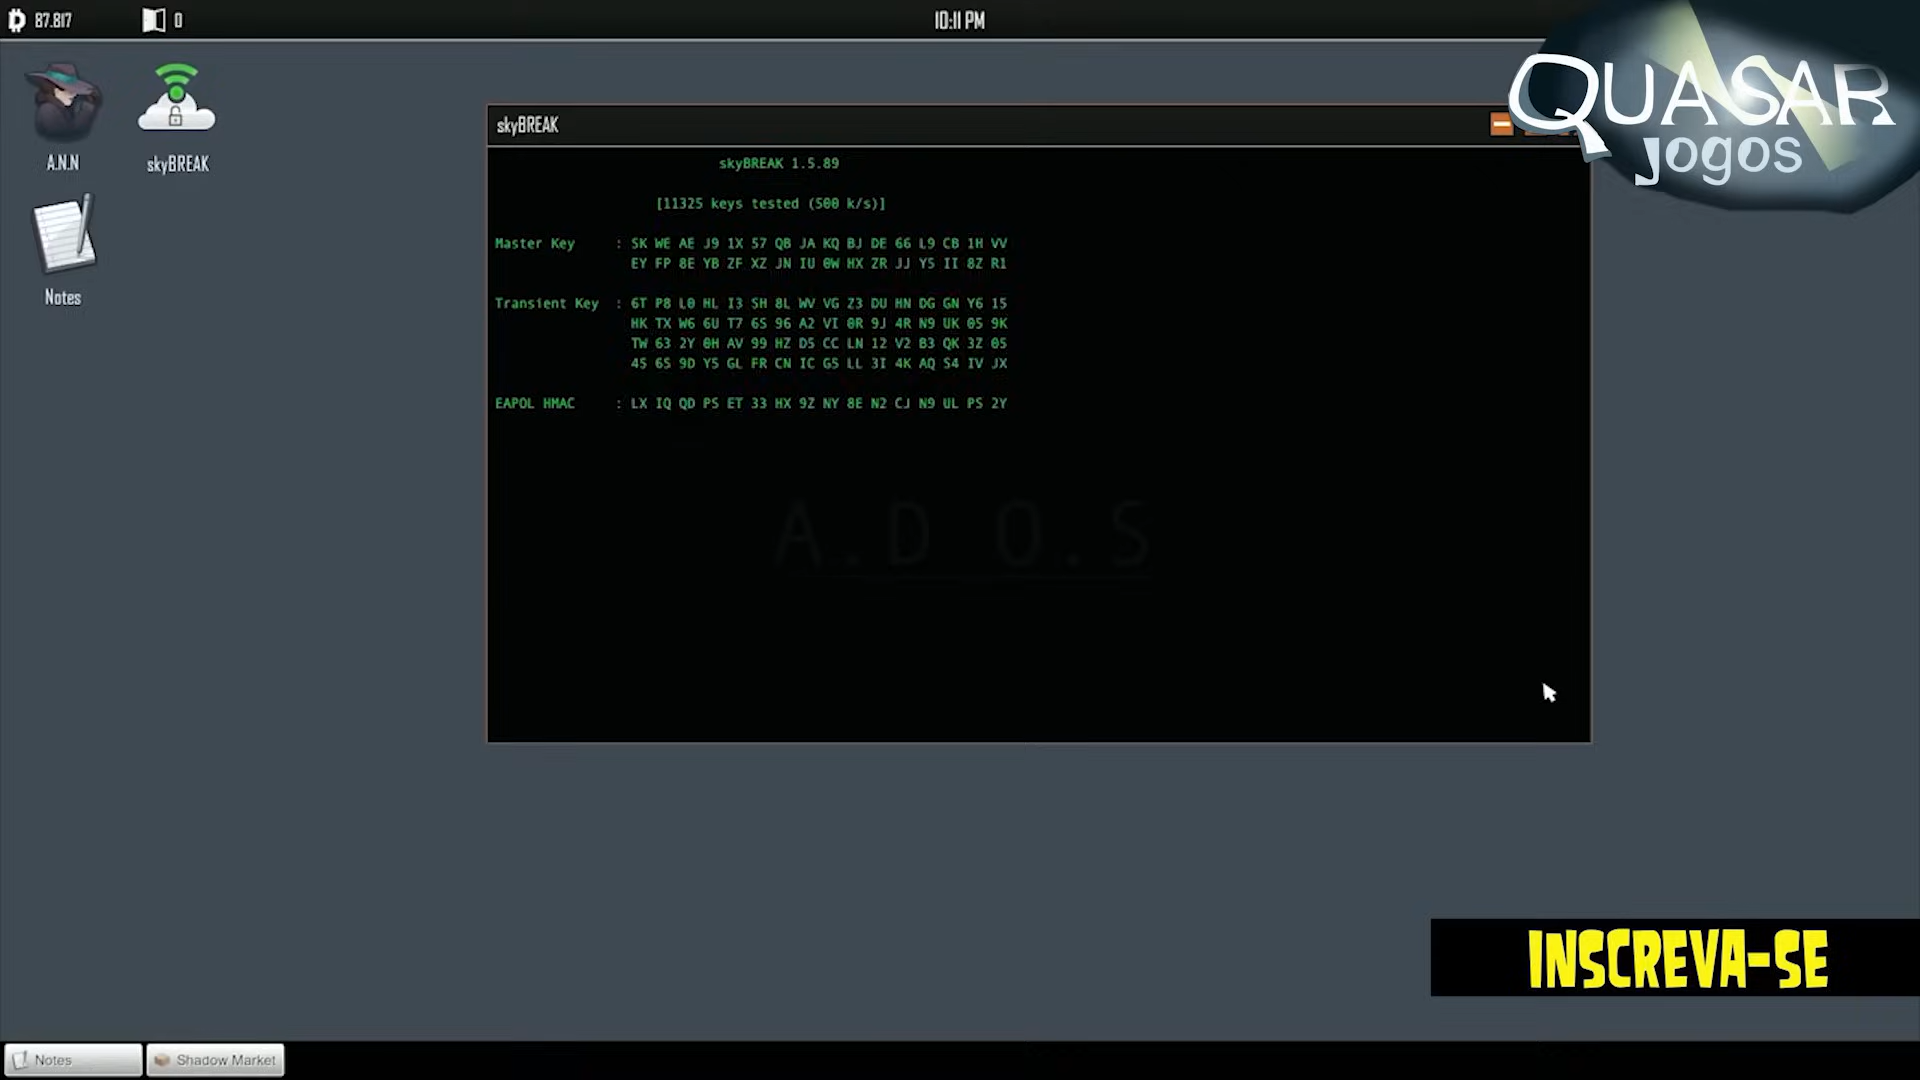 87.817
0
10:11 PM
QUASAR
jogos
A.N.N
skyBREAK
Notes
skyBREAK
skyBREAK 1.5.89
[11325 keys tested (500 k/s)]
Master Key : SK WE AE J9 1X 57 QB JA KQ BJ DE 66 L9 CB 1H VV
EY FP 8E YB ZF XZ JN IU 0W HX ZR JJ Y5 II 8Z R1
Transient Key : 6T P8 L0 HL I3 SH 8L WV VG Z3 DU HN DG GN Y6 15
HK TX W6 6U T7 6S 96 A2 VI 0R 9J 4R N9 UK 05 9K
TW 63 2Y 0H AV 99 HZ D5 CC LN 12 V2 B3 QK 3Z 05
45 65 9D Y5 GL FR CN IC G5 LL 3I 4K AQ S4 IV JX
EAPOL HMAC : LX IQ QD PS ET 33 HX 9Z NY 8E N2 CJ N9 UL PS 2Y
A.D O.S
INSCREVA-SE
Notes
Shadow Market